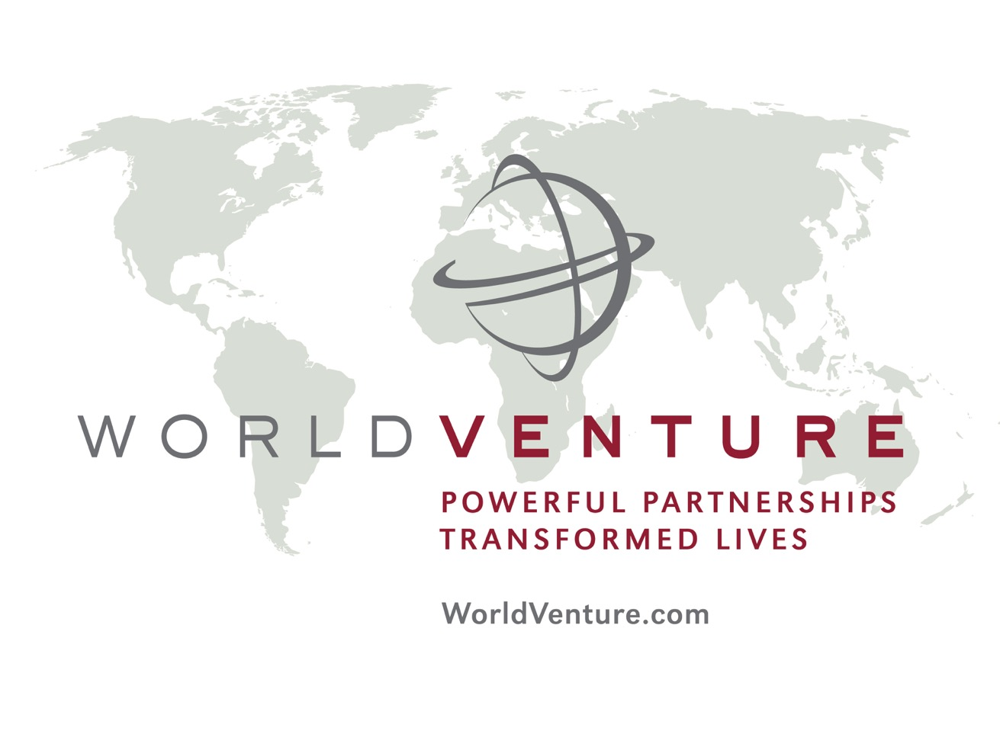 WORLDVENTURE
POWERFUL PARTNERSHIPS
TRANSFORMED LIVES
WorldVenture.com